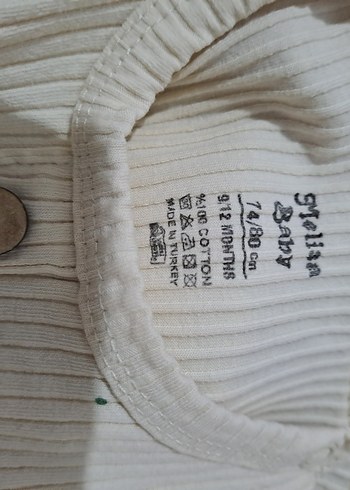 Melisa
Baby
74/80 cm
9/12 MONTHS
%100 COTTON
MADE IN TURKEY